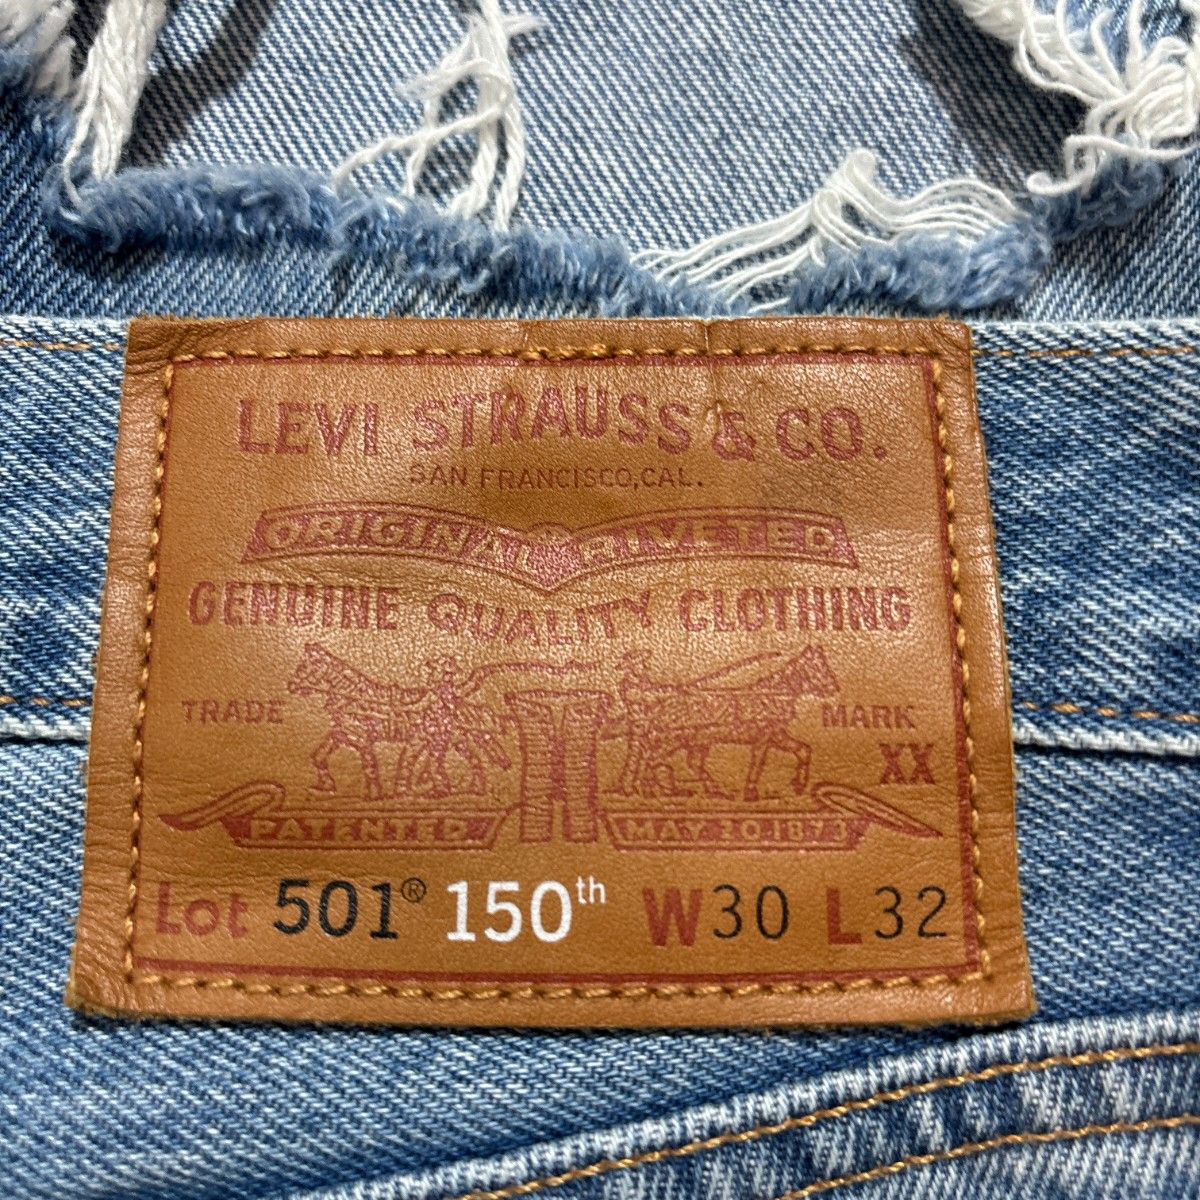 LEVI STRAUSS & CO.
SAN FRANCISCO, CAL.
ORIGINAL RIVETED
GENUINE QUALITY CLOTHING
TRADE MARK
XX
PATENTED MAY 20.1873
Lot 501® 150th W30 L32